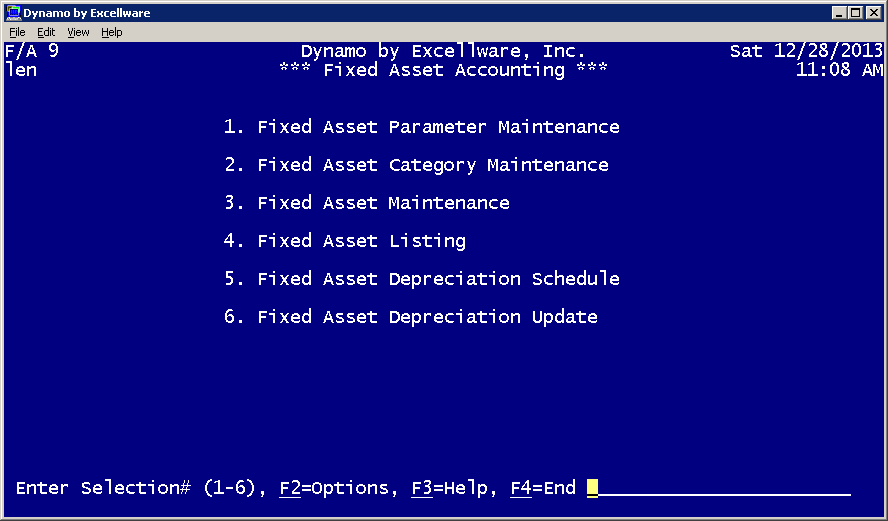 Dynamo by Excellware
File Edit View Help
F/A 9 Dynamo by Excellware, Inc. Sat 12/28/2013
len *** Fixed Asset Accounting *** 11:08 AM
1. Fixed Asset Parameter Maintenance
2. Fixed Asset Category Maintenance
3. Fixed Asset Maintenance
4. Fixed Asset Listing
5. Fixed Asset Depreciation Schedule
6. Fixed Asset Depreciation Update
Enter Selection# (1-6), F2=Options, F3=Help, F4=End